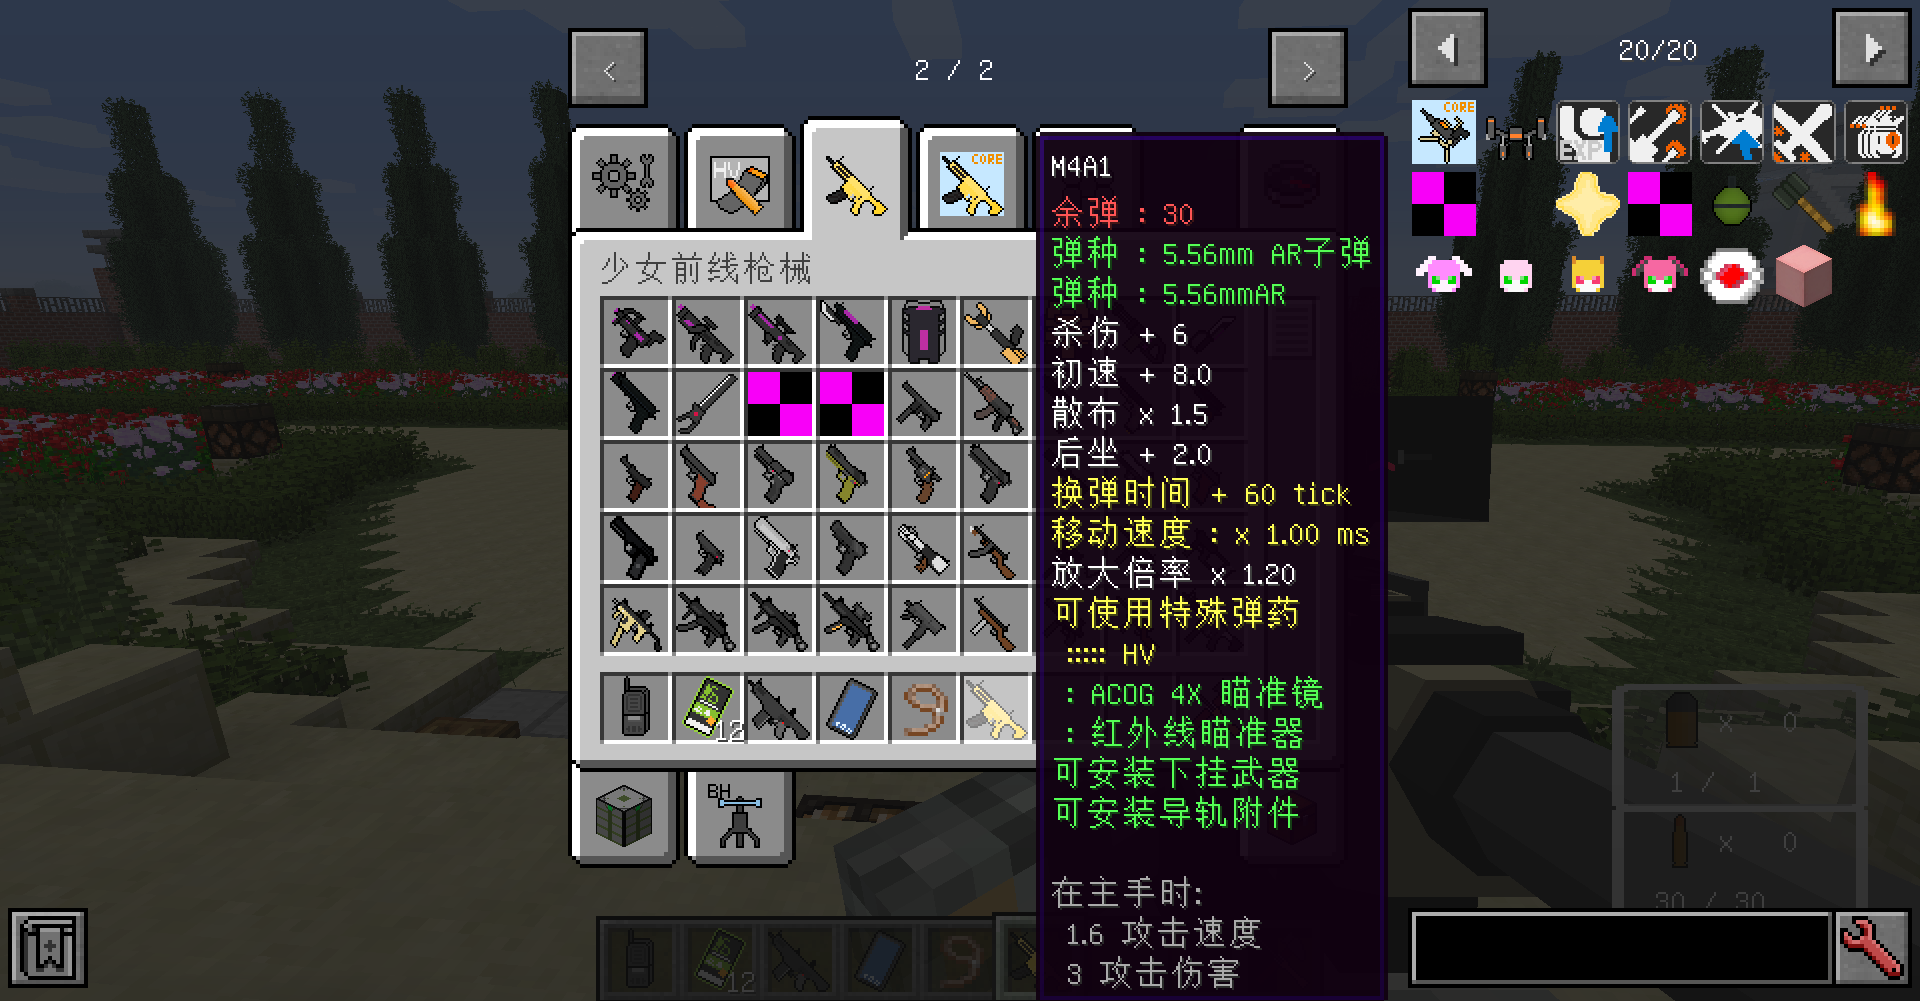 <
2 / 2
>
20/20
CORE
EXP
HV
CORE
少女前线枪械
M4A1
余弹 : 30
弹种 : 5.56mm AR子弹
弹种 : 5.56mmAR
杀伤 + 6
初速 + 8.0
散布 x 1.5
后坐 + 2.0
换弹时间 + 60 tick
移动速度 : x 1.00 ms
放大倍率 x 1.20
可使用特殊弹药
::::: HV
: ACOG 4X 瞄准镜
: 红外线瞄准器
可安装下挂武器
可安装导轨附件
在主手时:
1.6 攻击速度
3 攻击伤害
12
BH
12
x 0
1 / 1
x 0
30 / 30